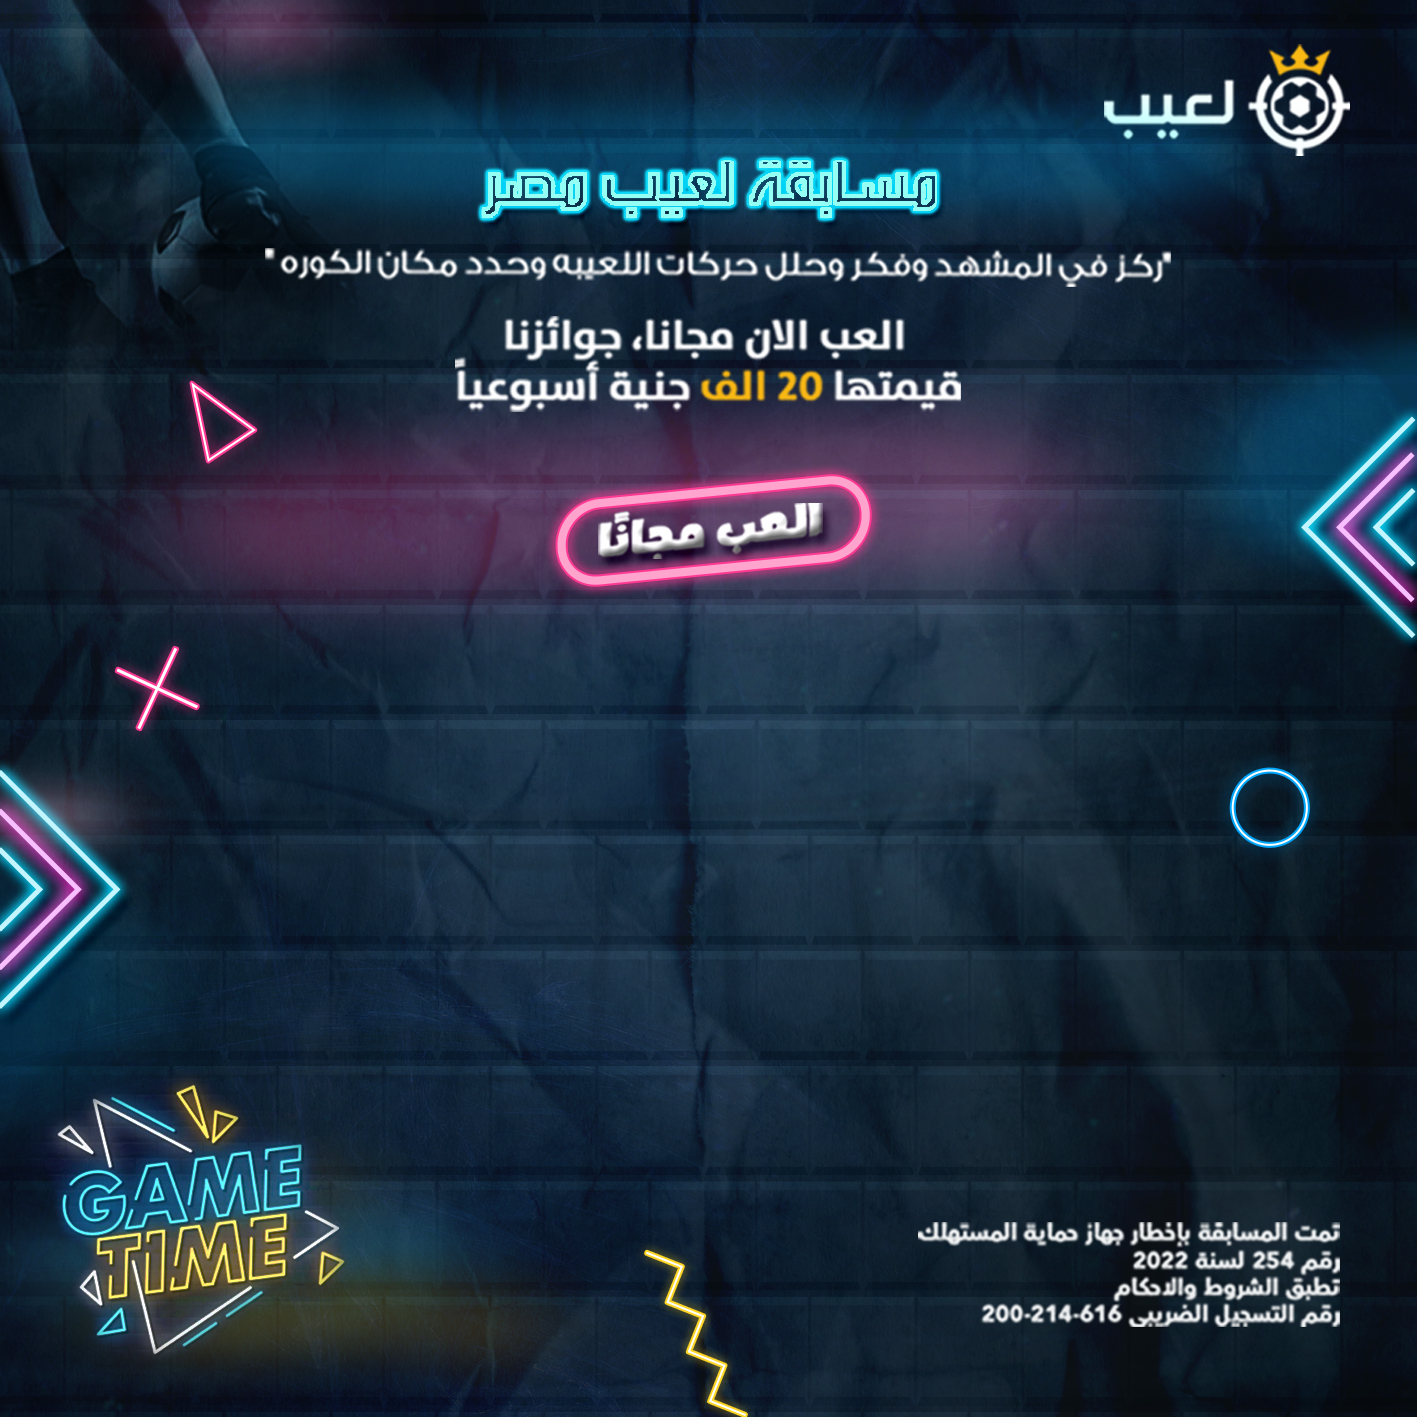 لعيب
مسابقة لعيب مصر
"ركز في المشهد وفكر وحلل حركات اللعيبه وحدد مكان الكوره "
العب الان مجانا، جوائزنا
قيمتها 20 الف جنية أسبوعياً
العب مجانًا
GAME
TIME
تمت المسابقة بإخطار جهاز حماية المستهلك
رقم 254 لسنة 2022
تطبق الشروط والاحكام
رقم التسجيل الضريبى 616-214-200